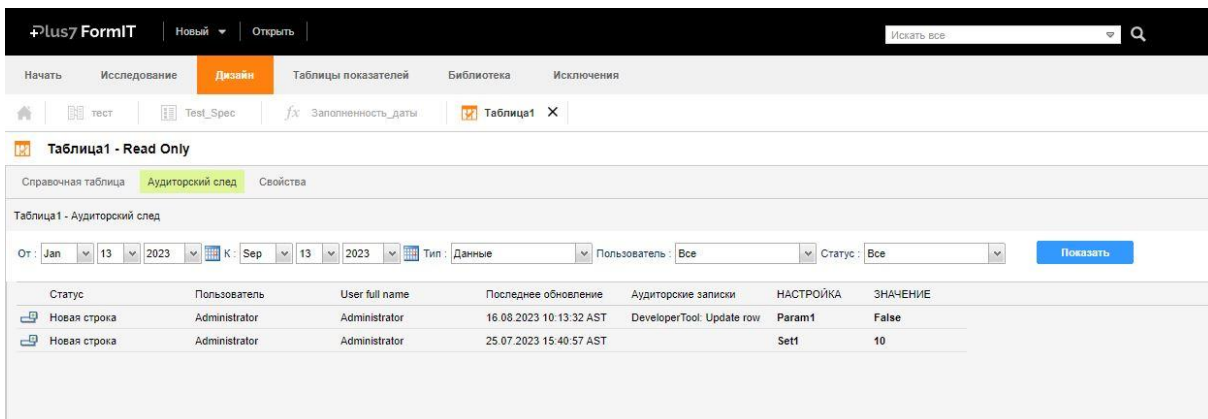 Plus7 FormIT Новый Открыть Искать все
Начать Исследование Дизайн Таблицы показателей Библиотека Исключения
тест Test_Spec fx Заполненность_даты Таблица1 X
Таблица1 - Read Only
Справочная таблица Аудиторский след Свойства
Таблица1 - Аудиторский след
От : Jan 13 2023 К : Sep 13 2023 Тип : Данные Пользователь : Все Статус : Все Показать
Статус Пользователь User full name Последнее обновление Аудиторские записки НАСТРОЙКА ЗНАЧЕНИЕ
Новая строка Administrator Administrator 16.08.2023 10:13:32 AST DeveloperTool: Update row Param1 False
Новая строка Administrator Administrator 25.07.2023 15:40:57 AST Set1 10